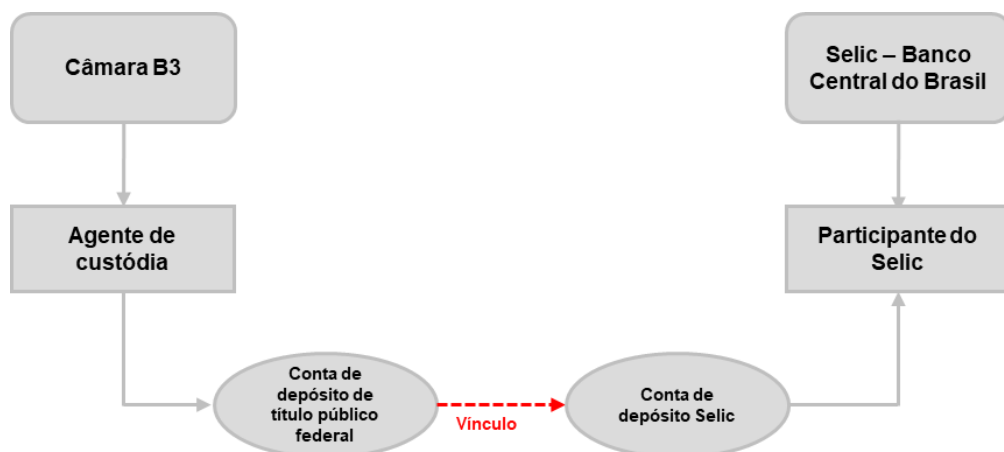 Câmara B3
Selic – Banco
Central do Brasil
Agente de
custódia
Participante do
Selic
Conta de
depósito de
título público
federal
Vínculo
Conta de
depósito Selic